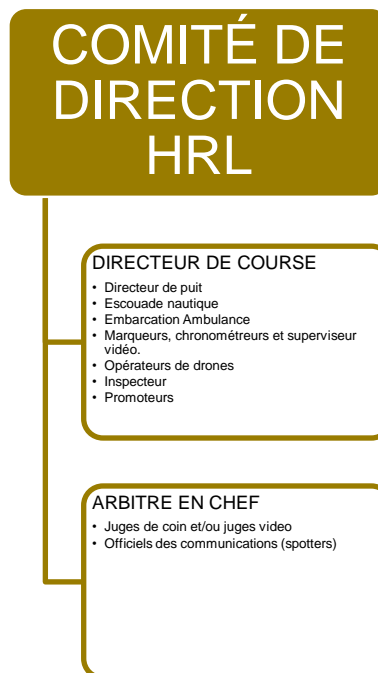 COMITÉ DE
DIRECTION
HRL
DIRECTEUR DE COURSE
• Directeur de puit
• Escouade nautique
• Embarcation Ambulance
• Marqueurs, chronométreurs et superviseur
vidéo.
• Opérateurs de drones
• Inspecteur
• Promoteurs
ARBITRE EN CHEF
• Juges de coin et/ou juges video
• Officiels des communications (spotters)